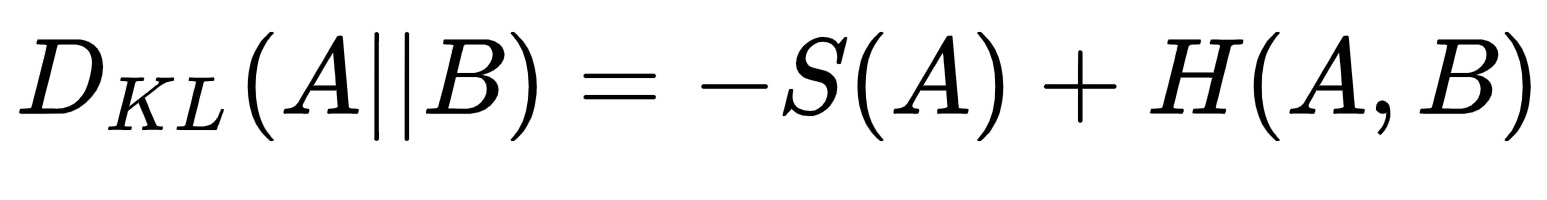 D_{KL}(A||B) = -S(A) + H(A, B)